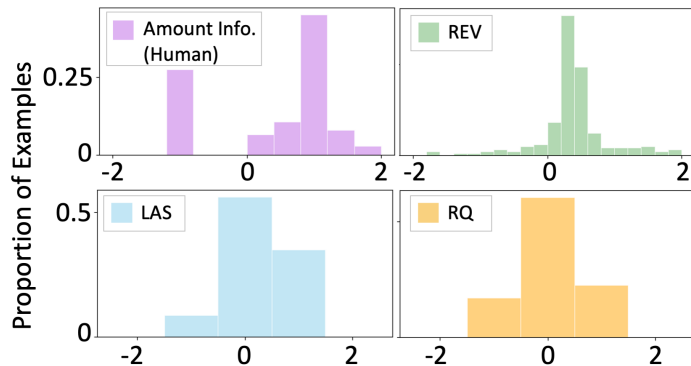 Amount Info.
(Human)
REV
0.25
0
-2 0 2
-2 0 2
Proportion of Examples
LAS
RQ
0.5
0
-2 0 2
-2 0 2